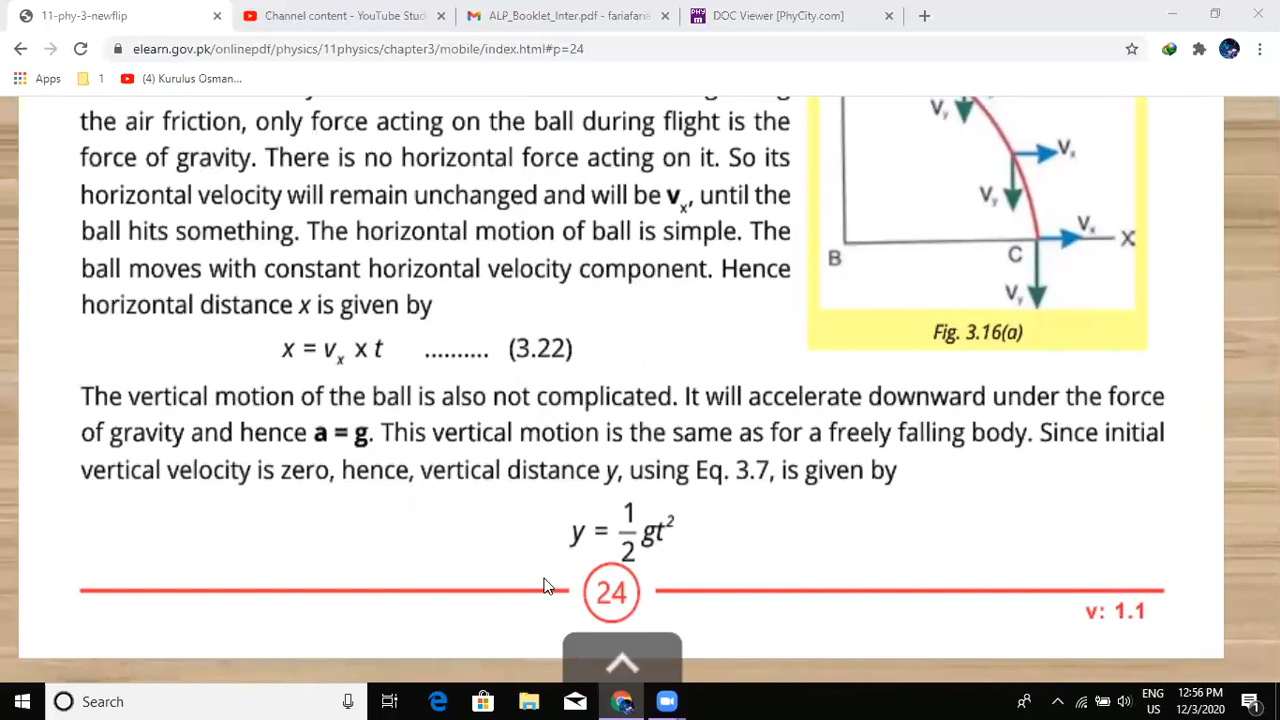 11-phy-3-newflip
Channel content - YouTube Stud
ALP_Booklet_Inter.pdf - fariafaris
DOC Viewer [PhyCity.com]
elearn.gov.pk/onlinepdf/physics/11physics/chapter3/mobile/index.html#p=24
Apps
1
(4) Kurulus Osman...
the air friction, only force acting on the ball during flight is the
force of gravity. There is no horizontal force acting on it. So its
horizontal velocity will remain unchanged and will be vx, until the
ball hits something. The horizontal motion of ball is simple. The
ball moves with constant horizontal velocity component. Hence
horizontal distance x is given by
x = vx x t .......... (3.22)
Vy
Vx
Vy
Vx
X
B
C
Vy
Fig. 3.16(a)
The vertical motion of the ball is also not complicated. It will accelerate downward under the force
of gravity and hence a = g. This vertical motion is the same as for a freely falling body. Since initial
vertical velocity is zero, hence, vertical distance y, using Eq. 3.7, is given by
y = 1/2 gt²
24
v: 1.1
Search
ENG
US
12:56 PM
12/3/2020
1